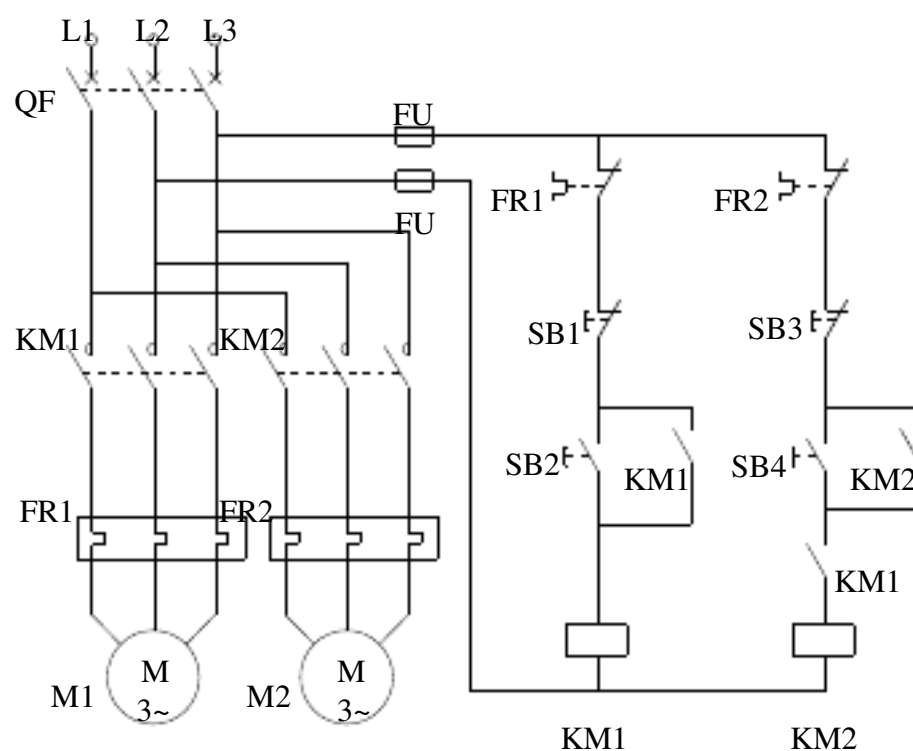 L1 L2 L3
QF
FU
FR1 FR2
FU
KM1 KM2
SB1 SB3
SB2 KM1 SB4 KM2
FR1 FR2
KM1
M M
M1 3~ M2 3~
KM1 KM2